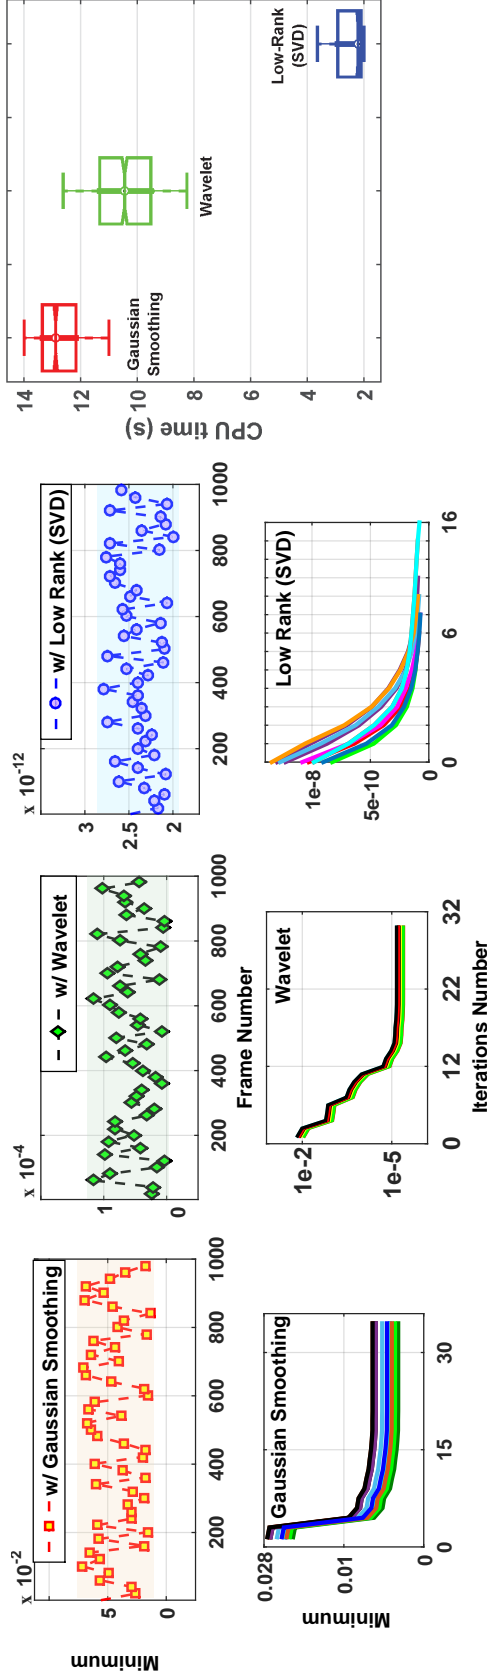 x 10^-2
w/ Gaussian Smoothing
Minimum
5
0
200
400
600
800
1000
x 10^-4
w/ Wavelet
1
0
200
400
600
800
1000
Frame Number
x 10^-12
w/ Low Rank (SVD)
3
2.5
2
200
400
600
800
1000
Gaussian Smoothing
Minimum
0.028
0.01
0
0
15
30
Wavelet
1e-2
1e-5
0
12
22
32
Iterations Number
Low Rank (SVD)
1e-8
5e-10
0
0
6
16
CPU time (s)
14
12
10
8
6
4
2
Gaussian
Smoothing
Wavelet
Low-Rank
(SVD)